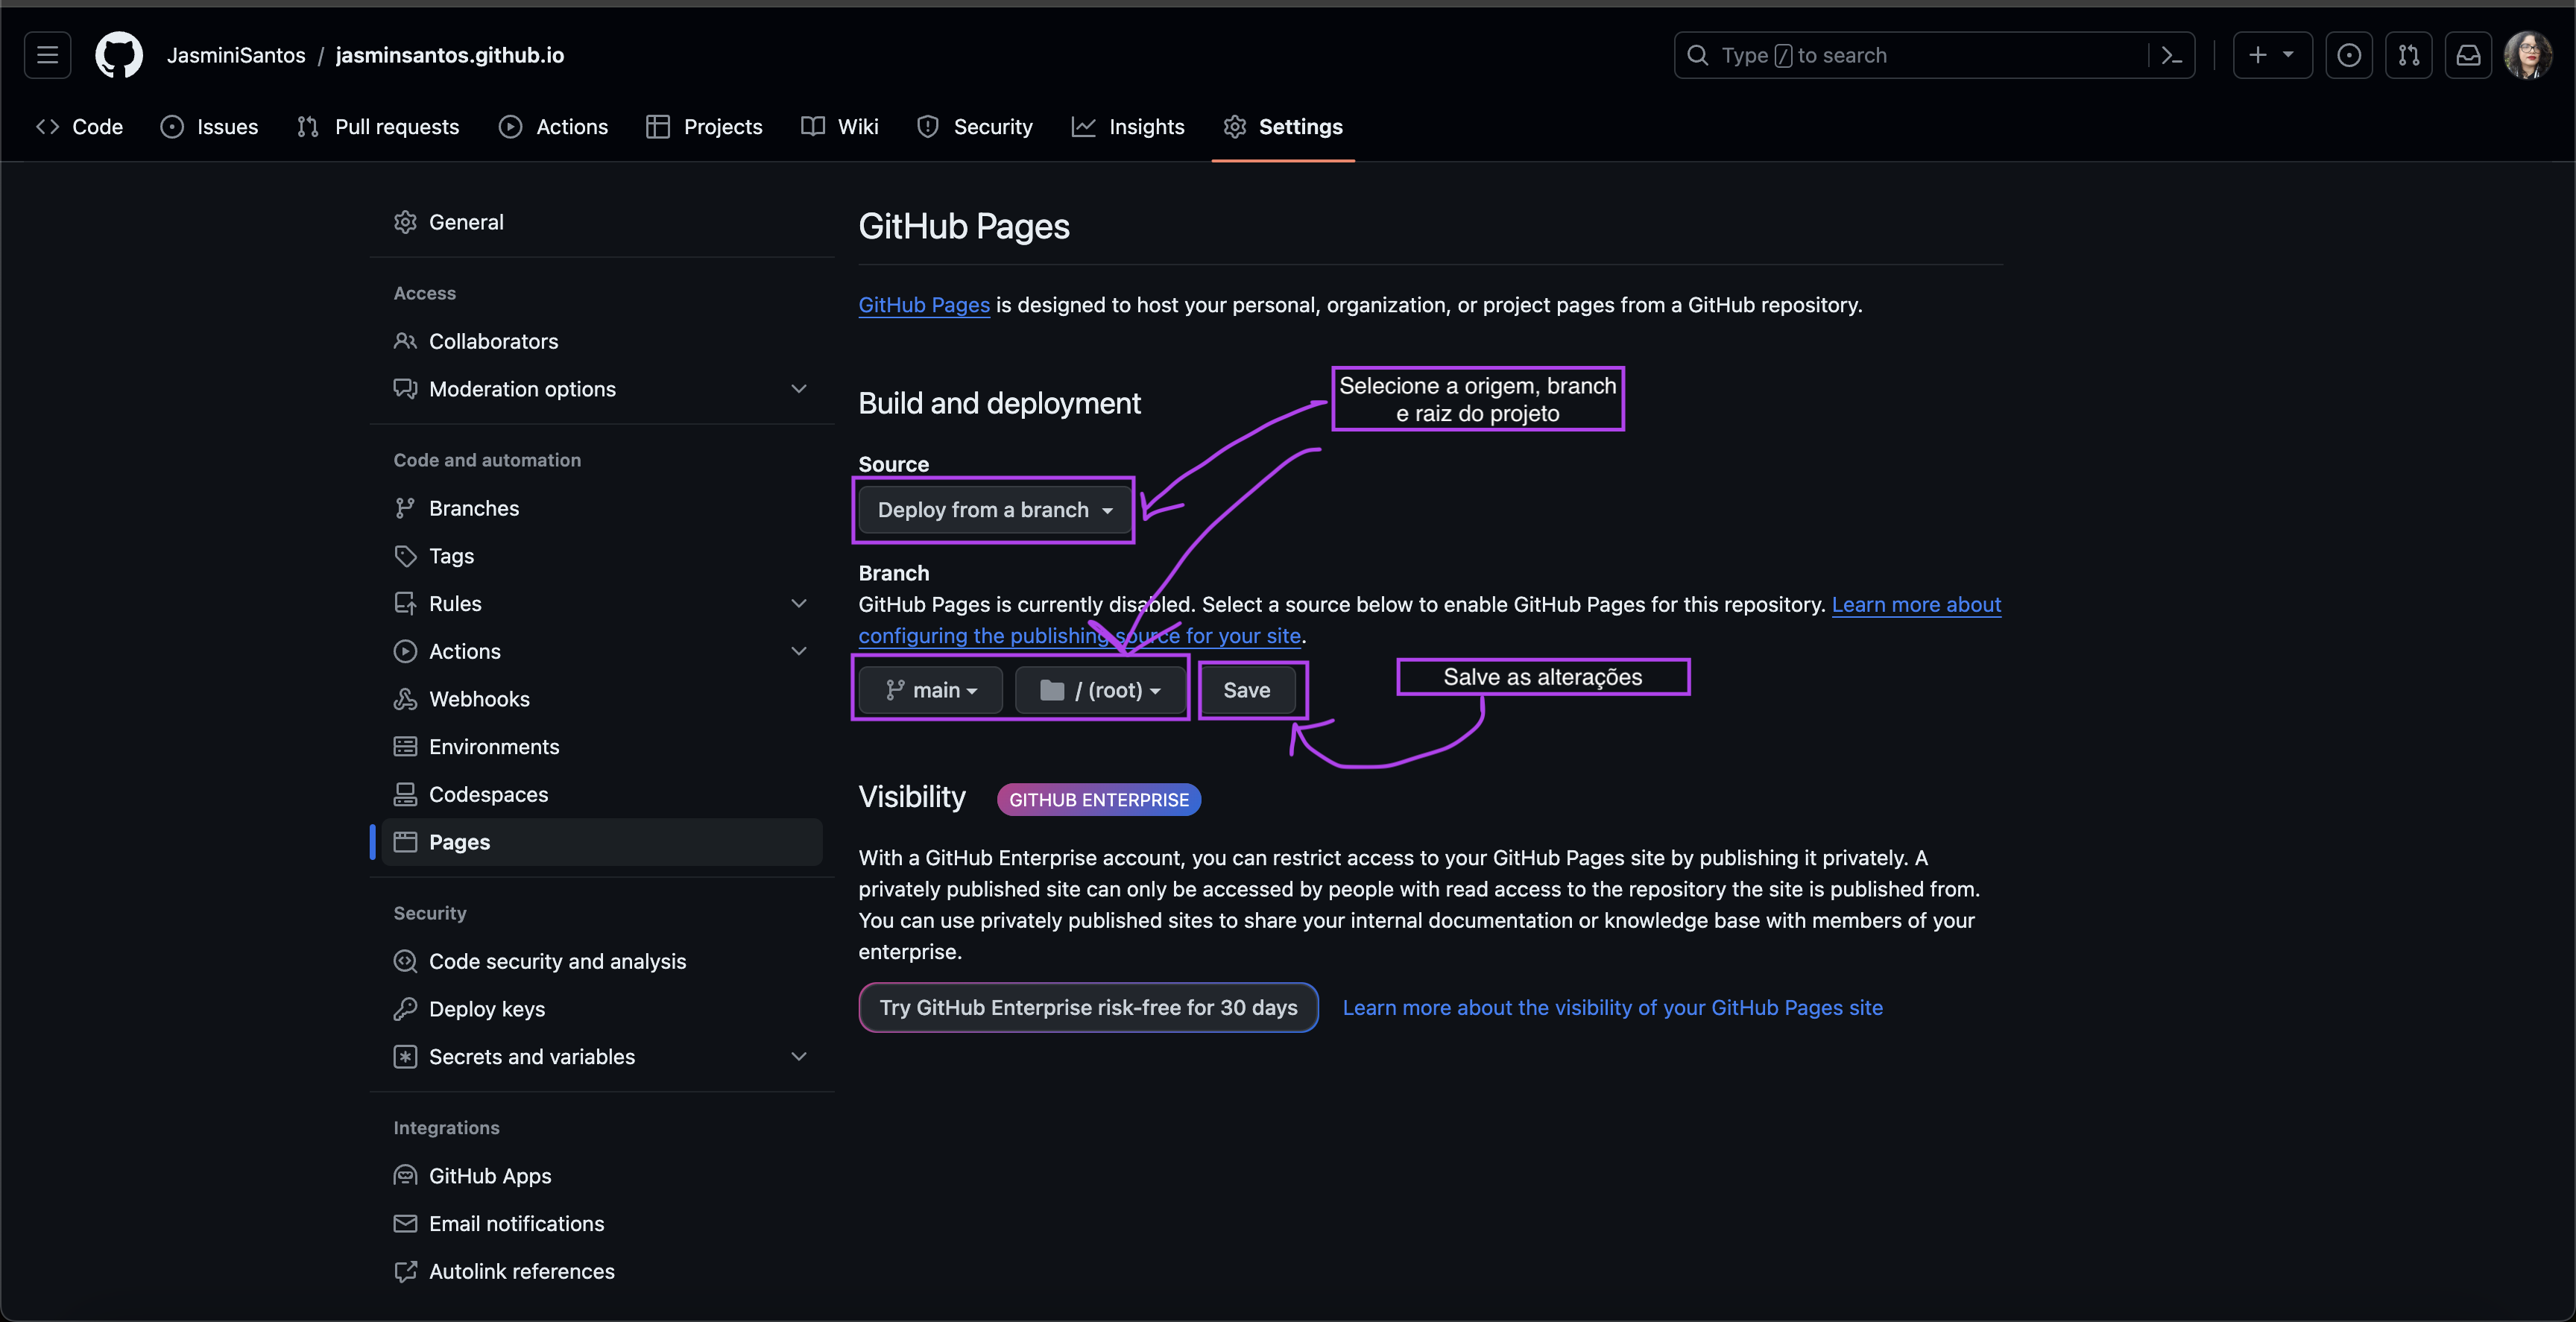 JasminiSantos / jasminsantos.github.io
Type / to search
Code
Issues
Pull requests
Actions
Projects
Wiki
Security
Insights
Settings
General
Access
Collaborators
Moderation options
Code and automation
Branches
Tags
Rules
Actions
Webhooks
Environments
Codespaces
Pages
Security
Code security and analysis
Deploy keys
Secrets and variables
Integrations
GitHub Apps
Email notifications
Autolink references
GitHub Pages
GitHub Pages is designed to host your personal, organization, or project pages from a GitHub repository.
Build and deployment
Selecione a origem, branch
e raiz do projeto
Source
Deploy from a branch
Branch
GitHub Pages is currently disabled. Select a source below to enable GitHub Pages for this repository. Learn more about
configuring the publishing source for your site.
main
/ (root)
Save
Salve as alterações
Visibility
GITHUB ENTERPRISE
With a GitHub Enterprise account, you can restrict access to your GitHub Pages site by publishing it privately. A
privately published site can only be accessed by people with read access to the repository the site is published from.
You can use privately published sites to share your internal documentation or knowledge base with members of your
enterprise.
Try GitHub Enterprise risk-free for 30 days
Learn more about the visibility of your GitHub Pages site